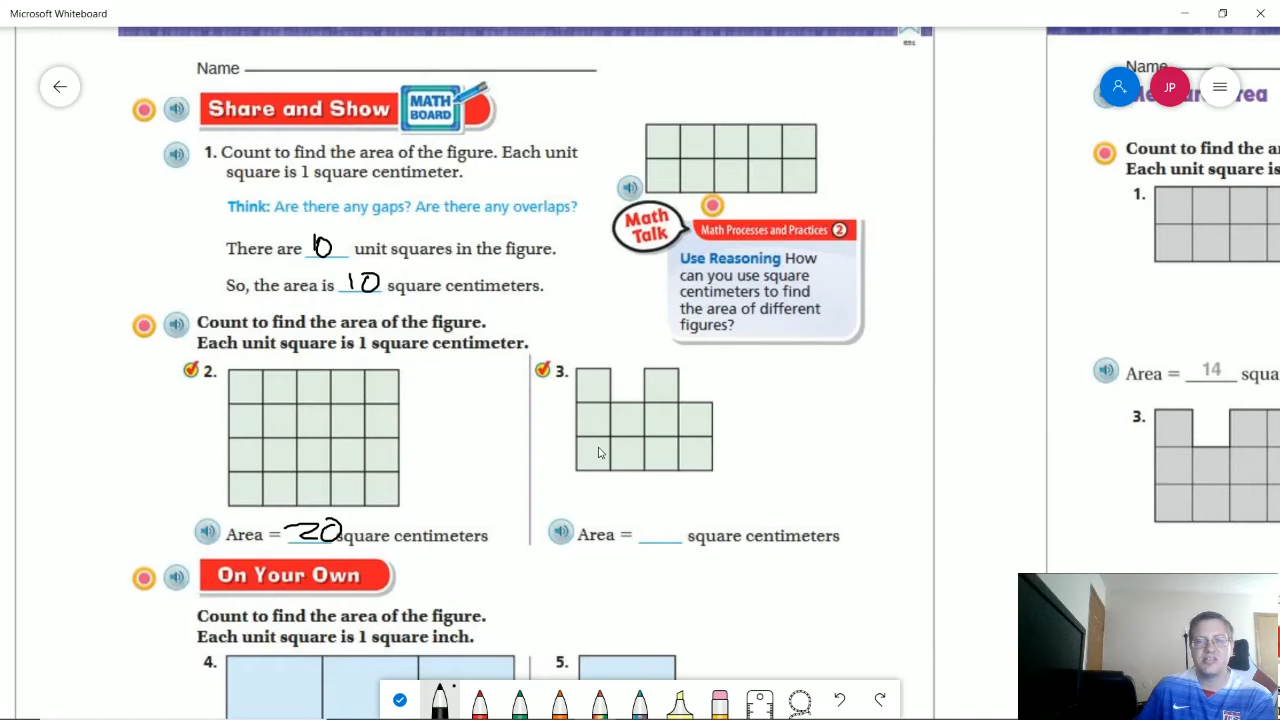 Microsoft Whiteboard
Name
Share and Show
MATH BOARD
1. Count to find the area of the figure. Each unit
square is 1 square centimeter.
Think: Are there any gaps? Are there any overlaps?
There are 10 unit squares in the figure.
So, the area is 10 square centimeters.
Math Talk
Math Processes and Practices 2
Use Reasoning How
can you use square
centimeters to find
the area of different
figures?
Count to find the area of the figure.
Each unit square is 1 square centimeter.
2.
3.
Area = 20 square centimeters
Area = ____ square centimeters
On Your Own
Count to find the area of the figure.
Each unit square is 1 square inch.
4.
5.
Name
JP
Count to find the a
Each unit square is
1.
Area = 14 squa
3.